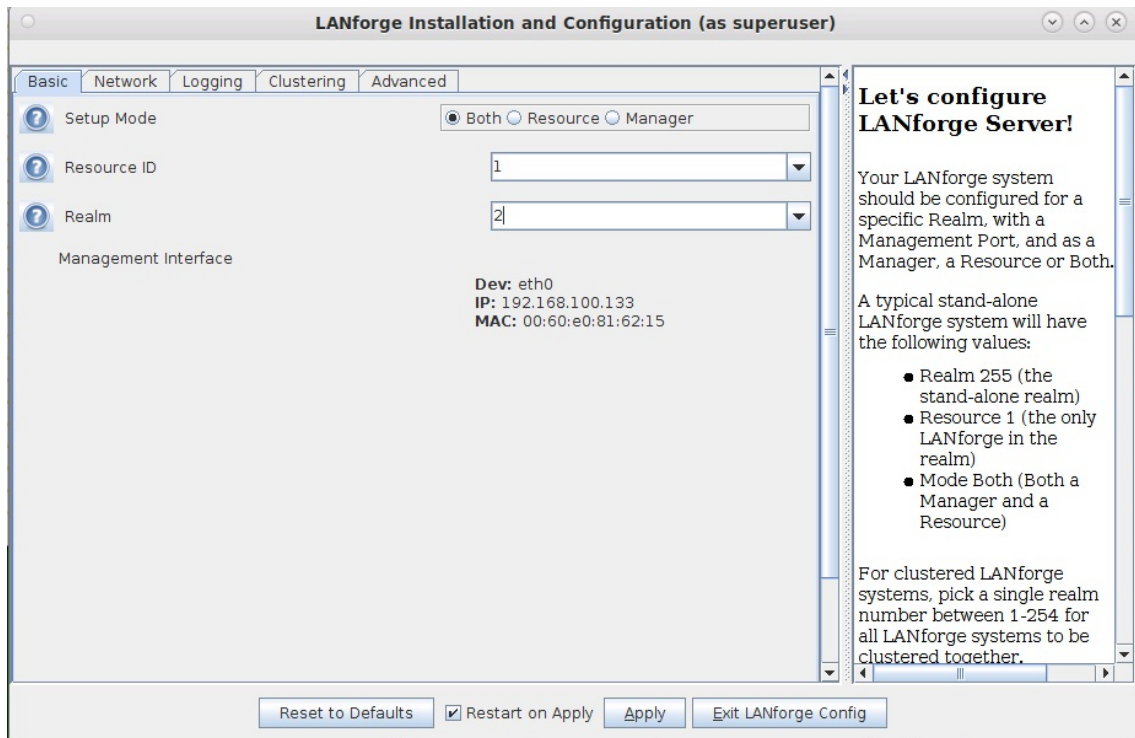 LANforge Installation and Configuration (as superuser)
Basic
Network
Logging
Clustering
Advanced
Setup Mode
Both
Resource
Manager
Resource ID
1
Realm
2
Management Interface
Dev: eth0
IP: 192.168.100.133
MAC: 00:60:e0:81:62:15
Let's configure
LANforge Server!
Your LANforge system
should be configured for a
specific Realm, with a
Management Port, and as a
Manager, a Resource or Both.
A typical stand-alone
LANforge system will have
the following values:
Realm 255 (the
stand-alone realm)
Resource 1 (the only
LANforge in the
realm)
Mode Both (Both a
Manager and a
Resource)
For clustered LANforge
systems, pick a single realm
number between 1-254 for
all LANforge systems to be
clustered together.
Reset to Defaults
Restart on Apply
Apply
Exit LANforge Config